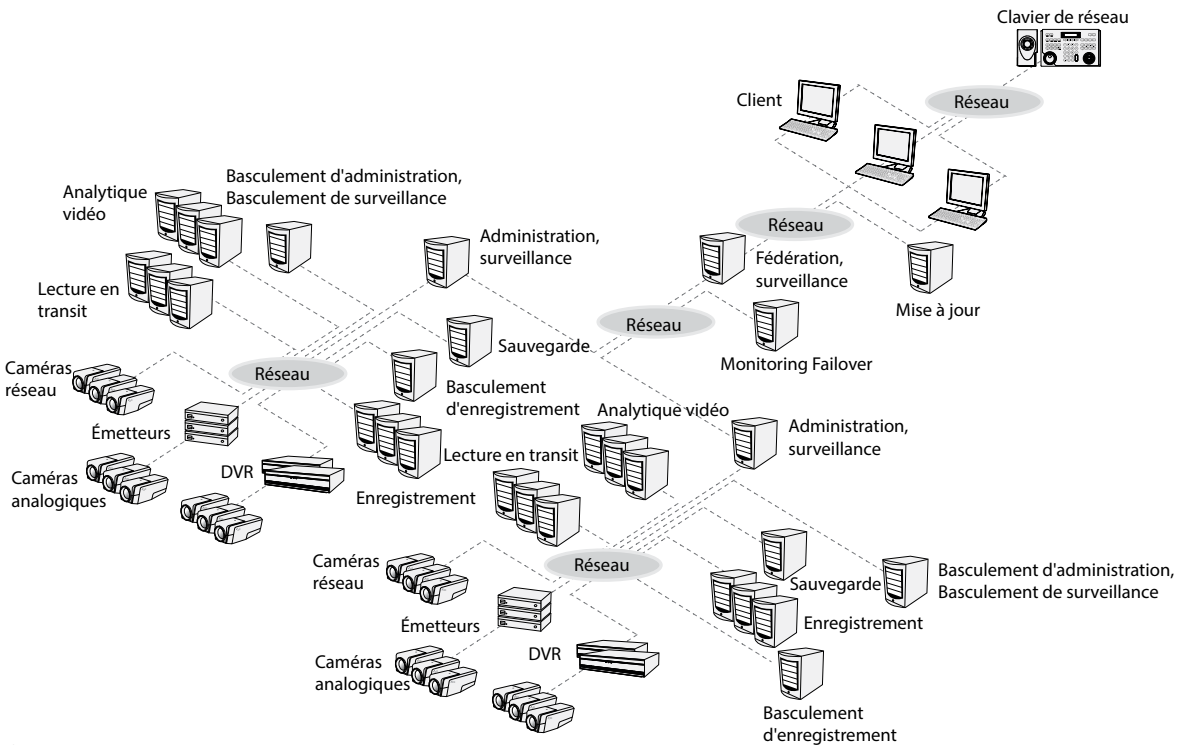 Clavier de réseau
Client
Réseau
Basculement d'administration,
Basculement de surveillance
Analytique
vidéo
Réseau
Administration,
surveillance
Fédération,
surveillance
Lecture en
transit
Mise à jour
Réseau
Sauvegarde
Monitoring Failover
Caméras
réseau
Réseau
Basculement
d'enregistrement
Analytique vidéo
Émetteurs
Administration,
surveillance
Lecture en transit
DVR
Caméras
analogiques
Enregistrement
Caméras
réseau
Réseau
Sauvegarde
Basculement d'administration,
Basculement de surveillance
Émetteurs
Enregistrement
DVR
Caméras
analogiques
Basculement
d'enregistrement